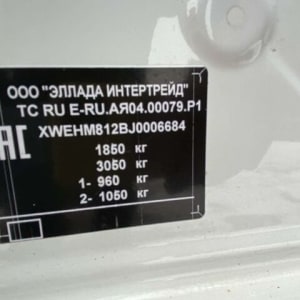 ООО "ЭЛЛАДА ИНТЕРТРЕЙД"
ТС RU Е-RU.АЯ04.00079.Р1
XWEHM812BJ0006684
1850 кг
3050 кг
1- 960 кг
2- 1050 кг